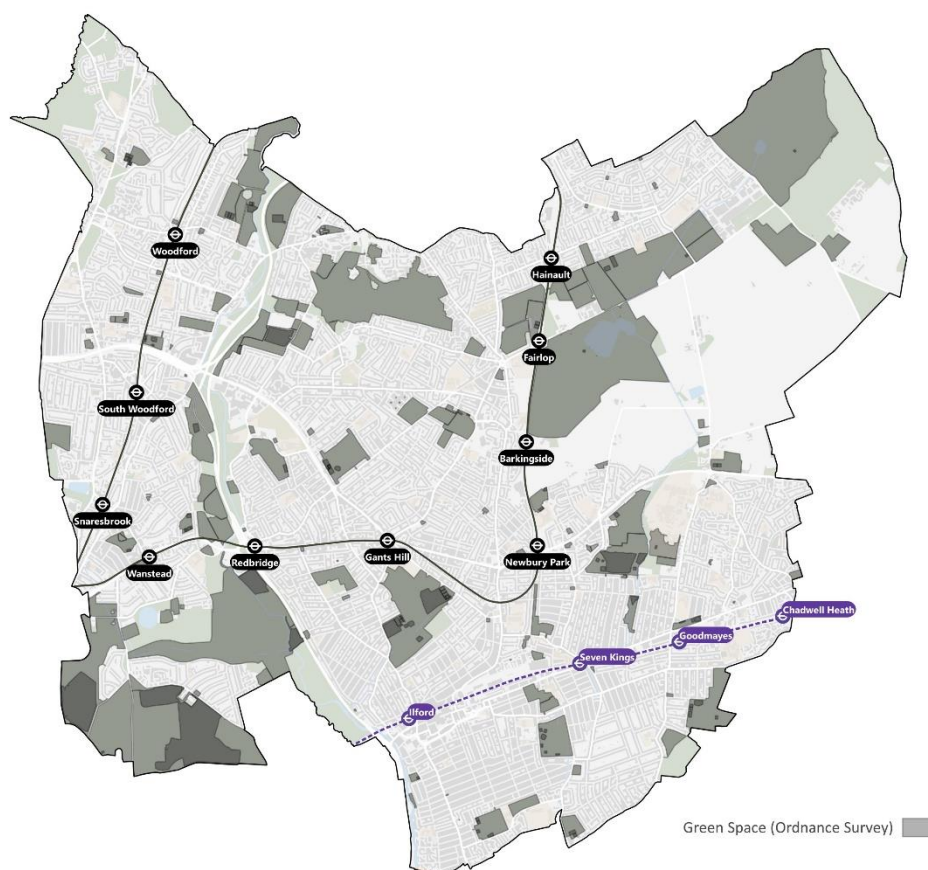 Woodford
Hainault
Fairlop
South Woodford
Barkingside
Snaresbrook
Wanstead
Redbridge
Gants Hill
Newbury Park
Chadwell Heath
Goodmayes
Seven Kings
Ilford
Green Space (Ordnance Survey)